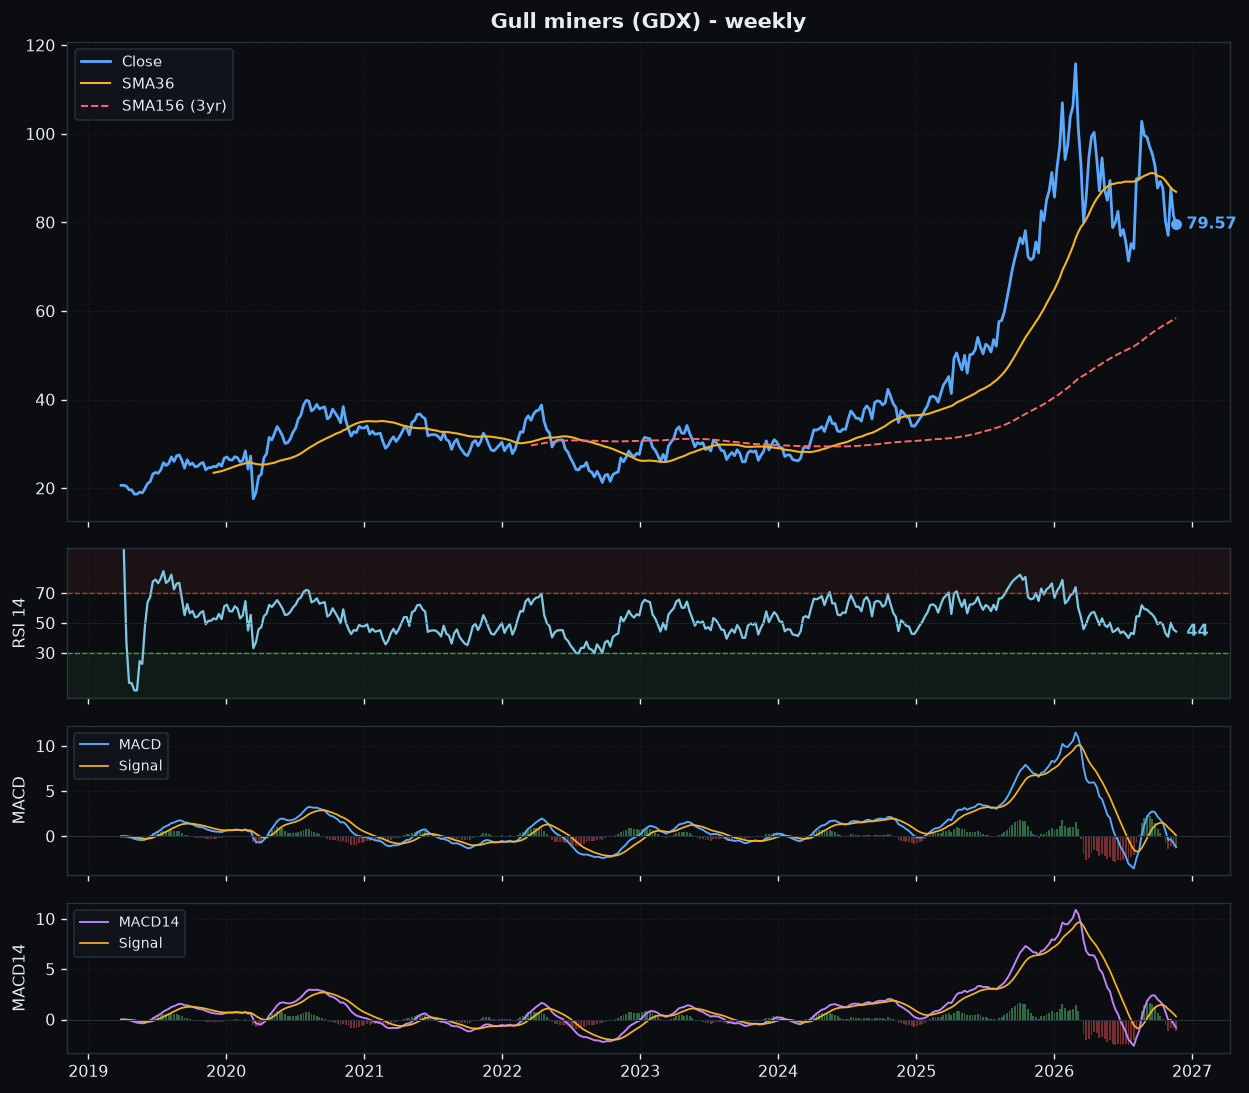 Gull miners (GDX) - weekly
120
100
80
60
40
20
Close
SMA36
SMA156 (3yr)
79.57
RSI 14
70
50
30
44
MACD
10
5
0
MACD
Signal
MACD14
10
5
0
MACD14
Signal
2019 2020 2021 2022 2023 2024 2025 2026 2027